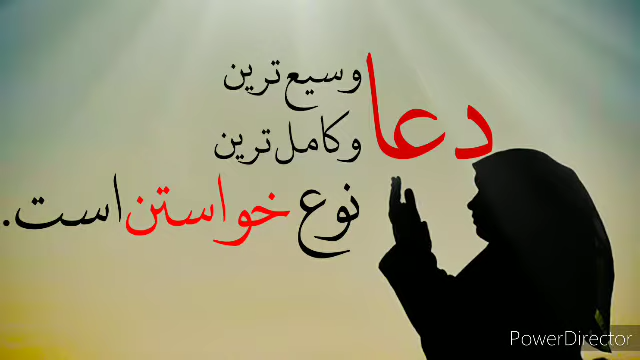 دعا وسیع‌ترین
و کامل‌ترین
نوع خواستن است.
PowerDirector